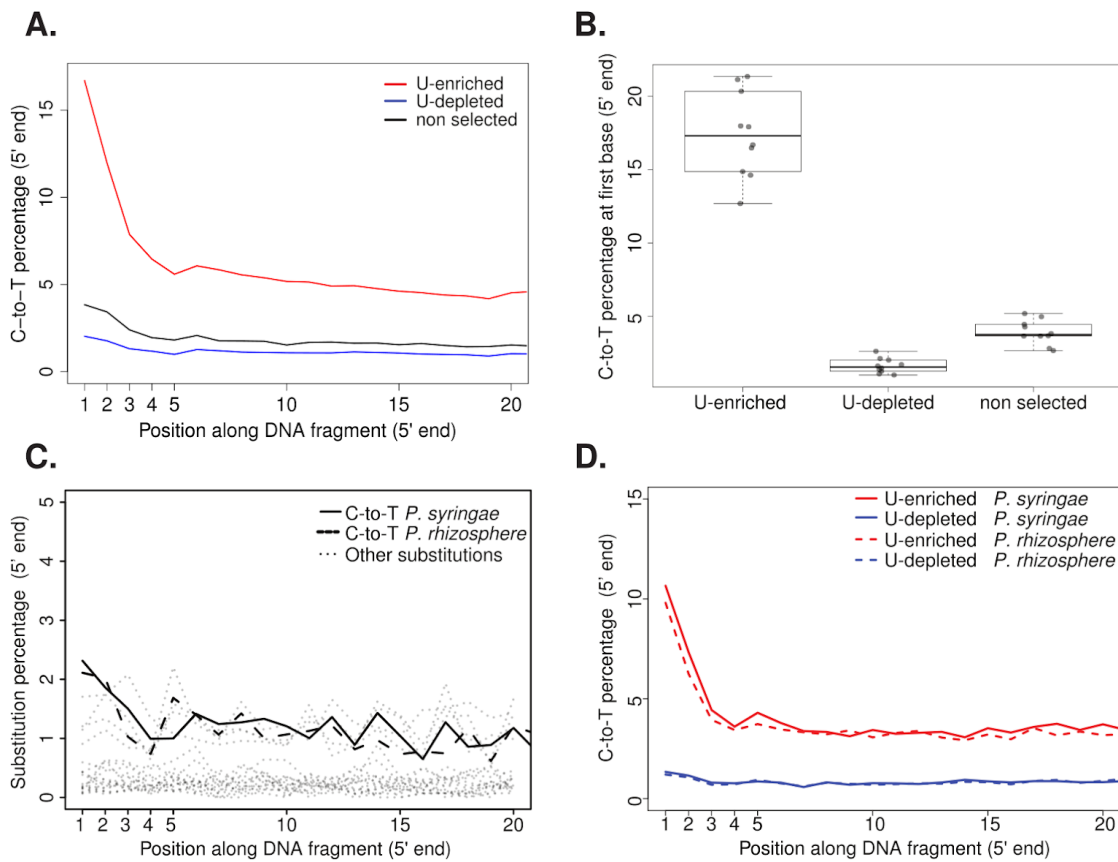 A.
C-to-T percentage (5' end)
15
10
5
0
U-enriched
U-depleted
non selected
1 2 3 4 5 10 15 20
Position along DNA fragment (5' end)
B.
C-to-T percentage at first base (5' end)
20
15
10
5
U-enriched U-depleted non selected
C.
Substitution percentage (5' end)
5
4
3
2
1
0
C-to-T P. syringae
C-to-T P. rhizosphere
Other substitutions
1 2 3 4 5 10 15 20
Position along DNA fragment (5' end)
D.
C-to-T percentage (5' end)
15
10
5
0
U-enriched P. syringae
U-depleted P. syringae
U-enriched P. rhizosphere
U-depleted P. rhizosphere
1 2 3 4 5 10 15 20
Position along DNA fragment (5' end)